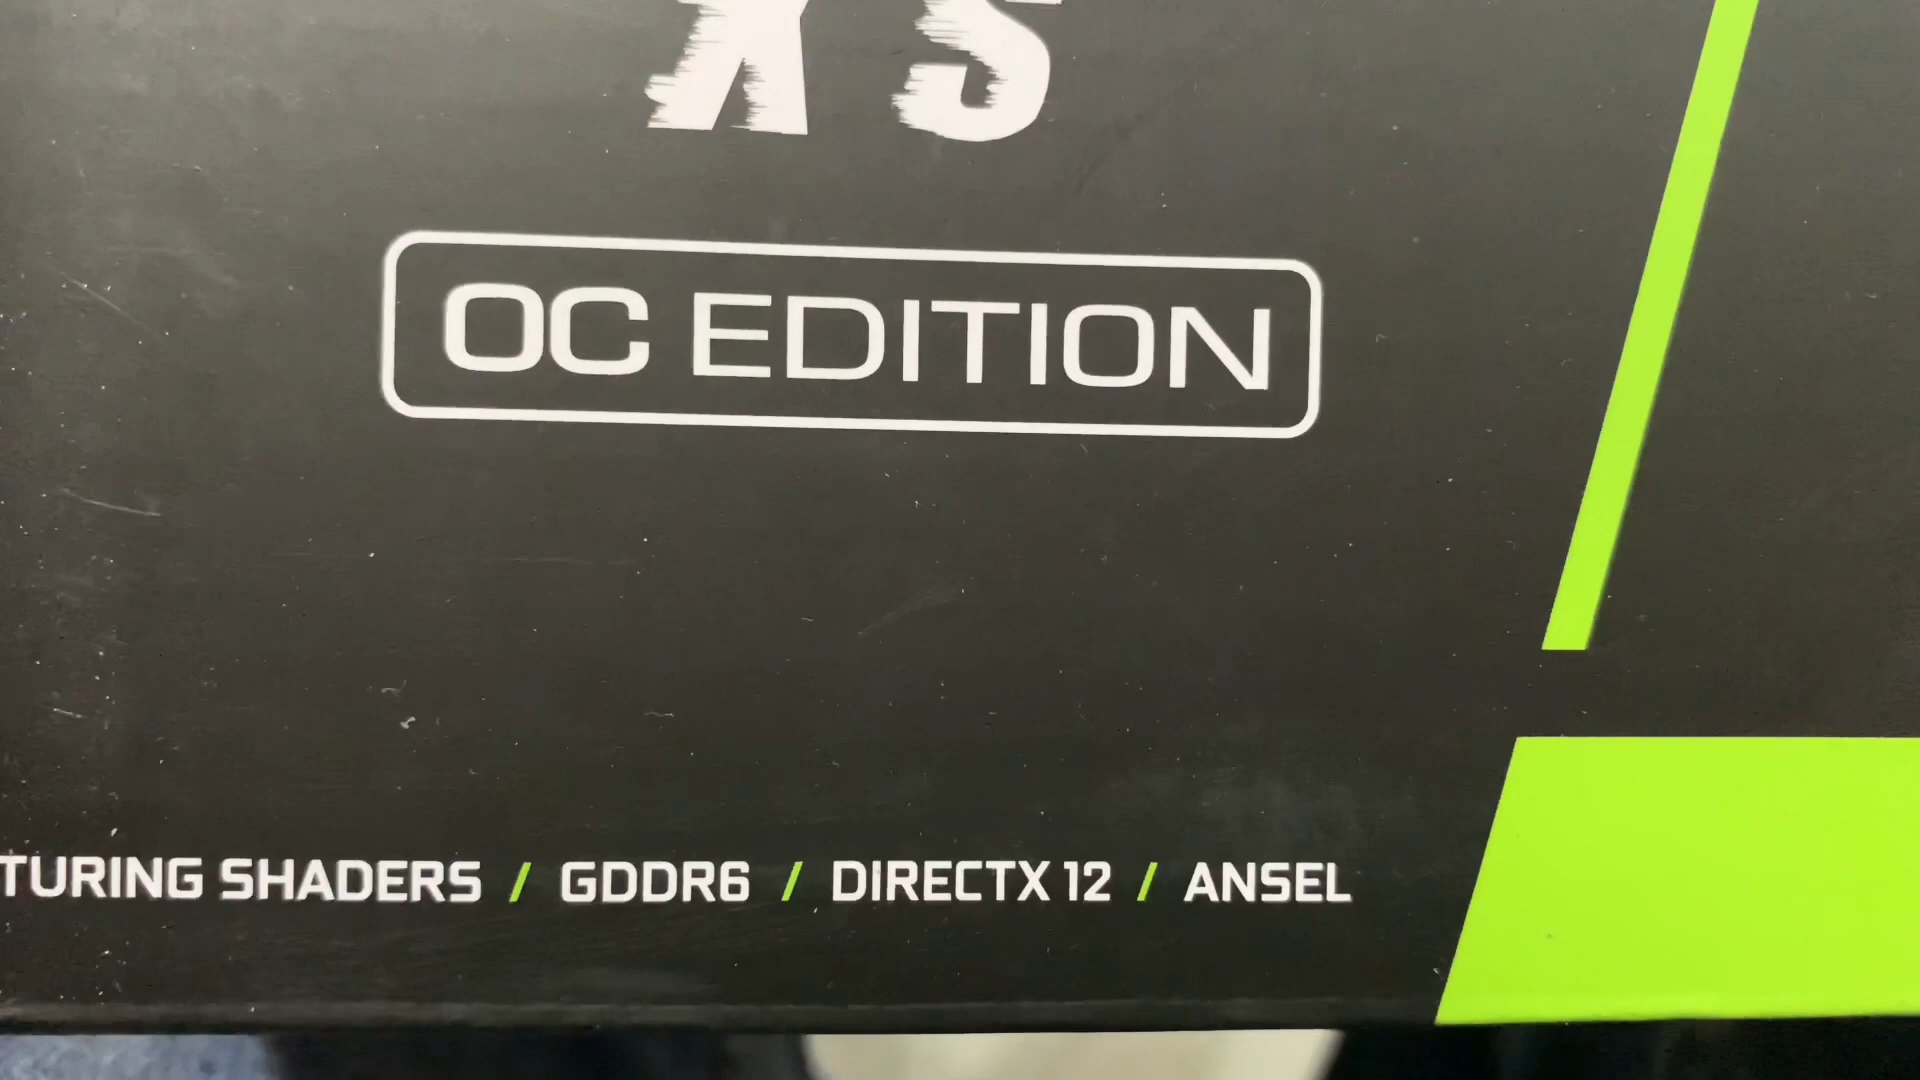 X S
OC EDITION
TURING SHADERS / GDDR6 / DIRECTX 12 / ANSEL